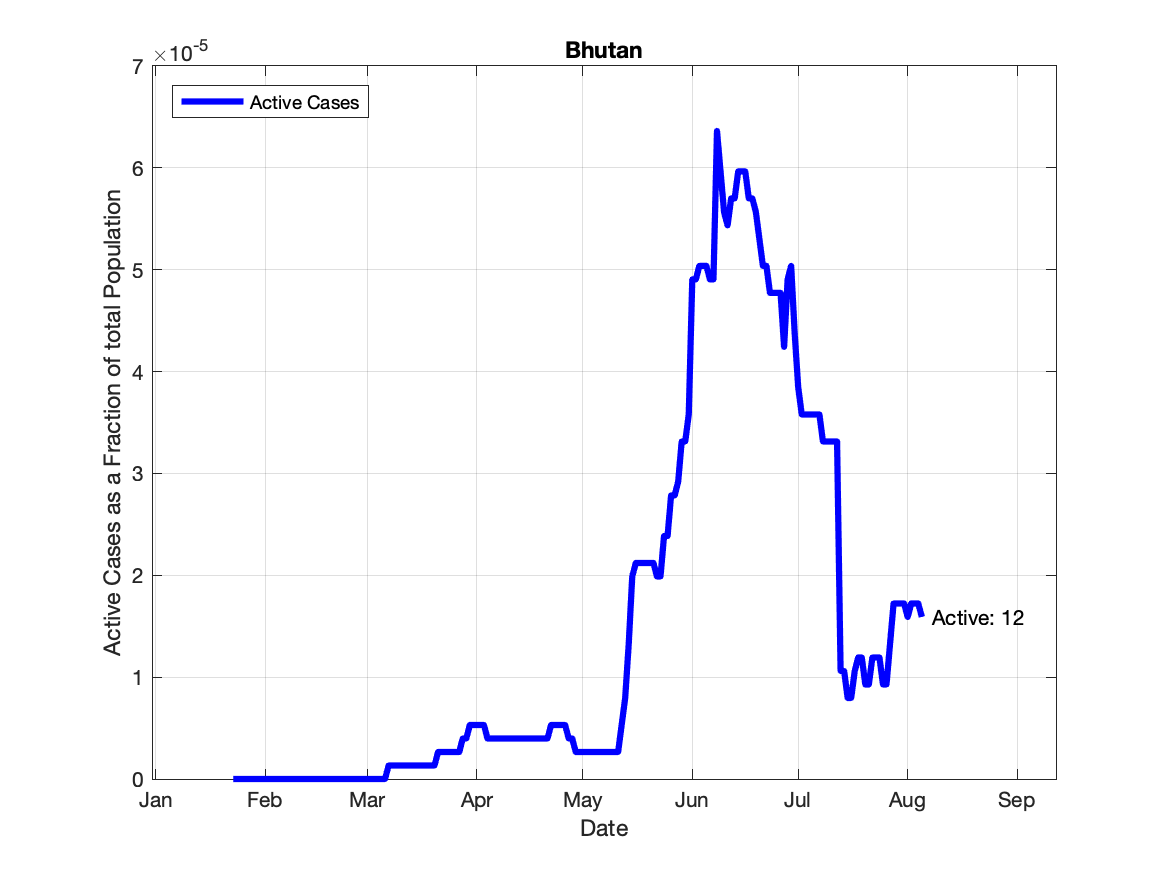 Bhutan
×10-5
Active Cases
7
6
5
4
3
2
1
0
Active Cases as a Fraction of total Population
Active: 12
Jan Feb Mar Apr May Jun Jul Aug Sep
Date